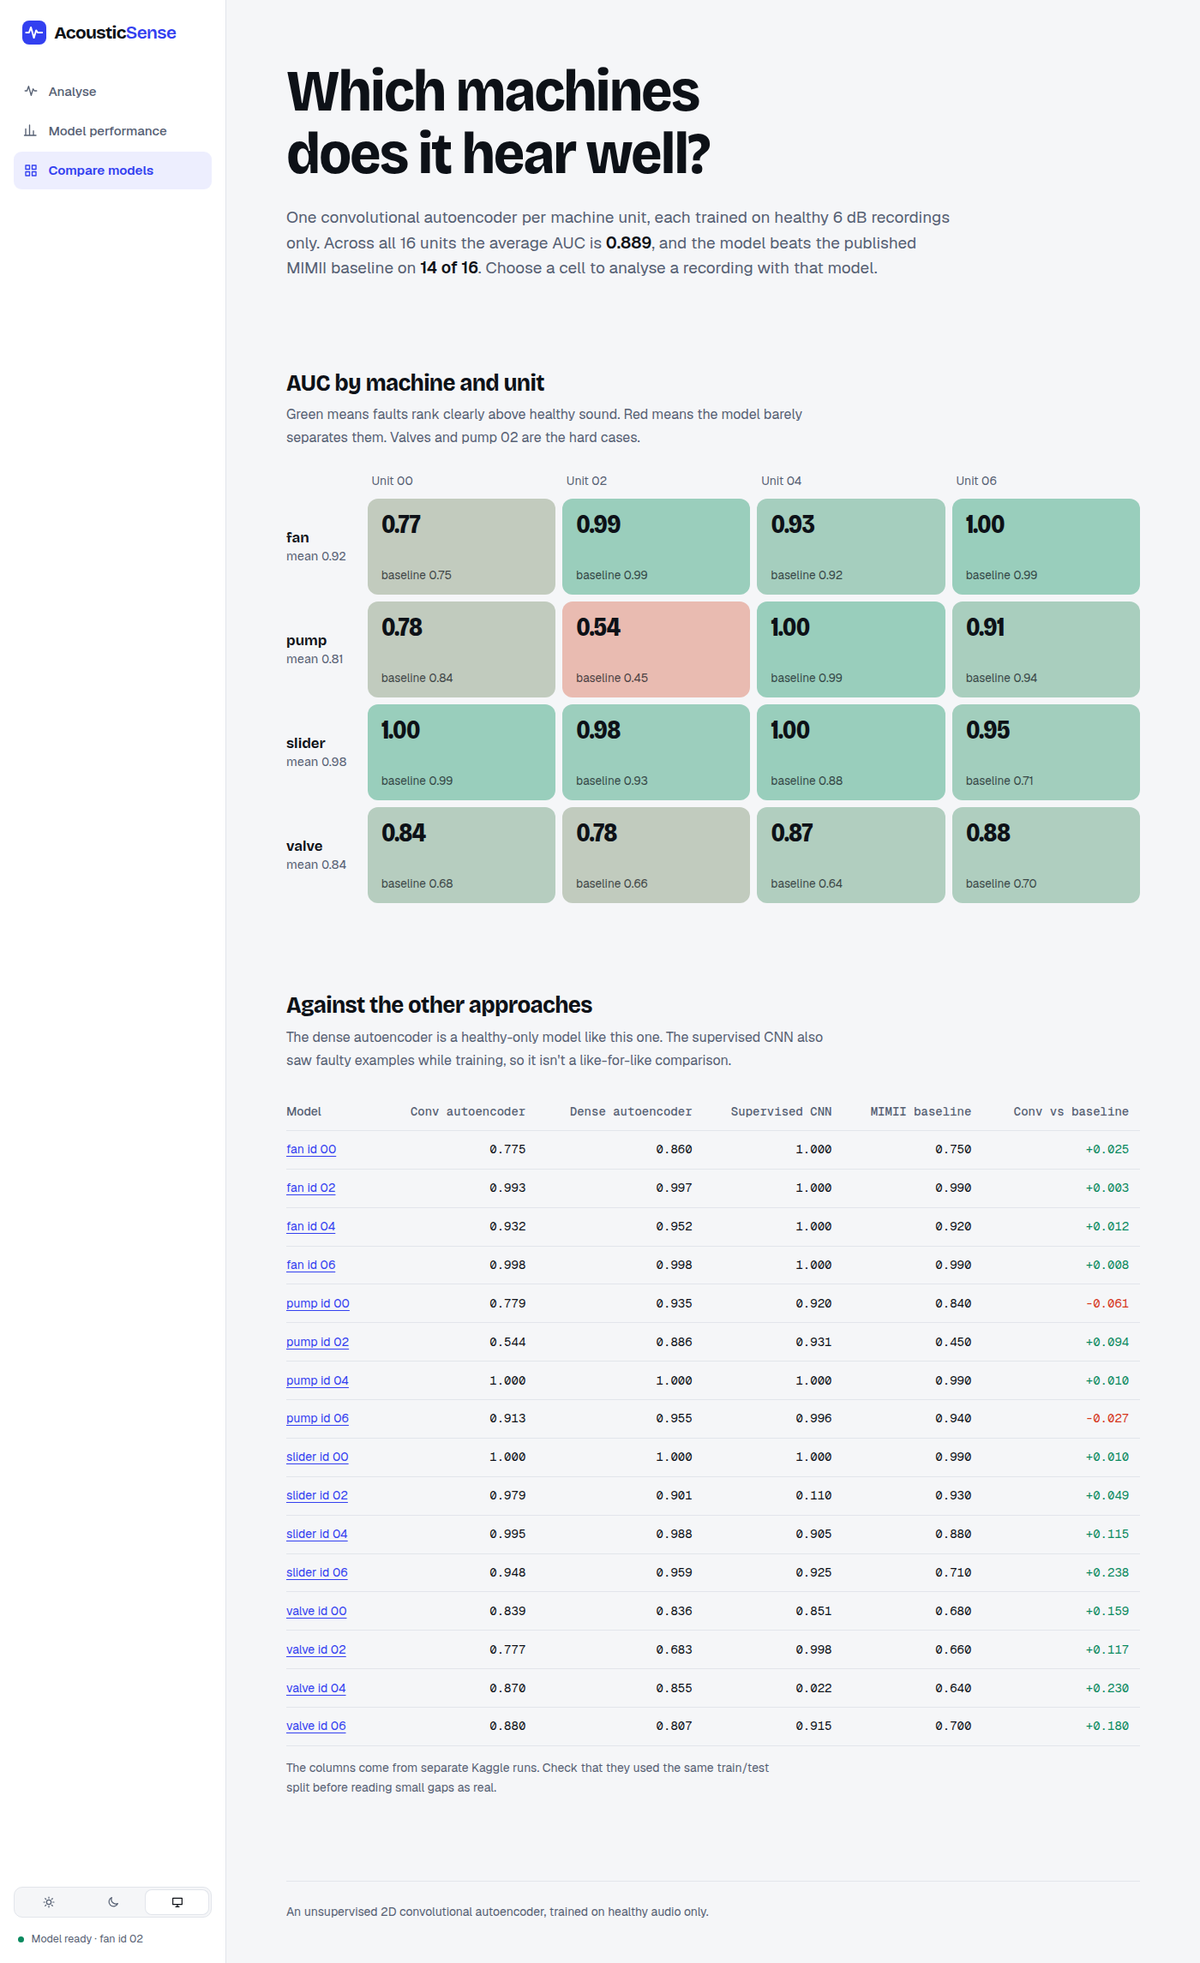 AcousticSense
Analyse
Model performance
Compare models
Which machines
does it hear well?
One convolutional autoencoder per machine unit, each trained on healthy 6 dB recordings
only. Across all 16 units the average AUC is 0.889, and the model beats the published
MIMII baseline on 14 of 16. Choose a cell to analyse a recording with that model.
AUC by machine and unit
Green means faults rank clearly above healthy sound. Red means the model barely
separates them. Valves and pump 02 are the hard cases.
Unit 00 Unit 02 Unit 04 Unit 06
fan
mean 0.92
0.77 0.99 0.93 1.00
baseline 0.75 baseline 0.99 baseline 0.92 baseline 0.99
pump
mean 0.81
0.78 0.54 1.00 0.91
baseline 0.84 baseline 0.45 baseline 0.99 baseline 0.94
slider
mean 0.98
1.00 0.98 1.00 0.95
baseline 0.99 baseline 0.93 baseline 0.88 baseline 0.71
valve
mean 0.84
0.84 0.78 0.87 0.88
baseline 0.68 baseline 0.66 baseline 0.64 baseline 0.70
Against the other approaches
The dense autoencoder is a healthy-only model like this one. The supervised CNN also
saw faulty examples while training, so it isn't a like-for-like comparison.
Model Conv autoencoder Dense autoencoder Supervised CNN MIMII baseline Conv vs baseline
fan id 00 0.775 0.860 1.000 0.750 +0.025
fan id 02 0.993 0.997 1.000 0.990 +0.003
fan id 04 0.932 0.952 1.000 0.920 +0.012
fan id 06 0.998 0.998 1.000 0.990 +0.008
pump id 00 0.779 0.935 0.920 0.840 -0.061
pump id 02 0.544 0.886 0.931 0.450 +0.094
pump id 04 1.000 1.000 1.000 0.990 +0.010
pump id 06 0.913 0.955 0.996 0.940 -0.027
slider id 00 1.000 1.000 1.000 0.990 +0.010
slider id 02 0.979 0.901 0.110 0.930 +0.049
slider id 04 0.995 0.988 0.905 0.880 +0.115
slider id 06 0.948 0.959 0.925 0.710 +0.238
valve id 00 0.839 0.836 0.851 0.680 +0.159
valve id 02 0.777 0.683 0.998 0.660 +0.117
valve id 04 0.870 0.855 0.022 0.640 +0.230
valve id 06 0.880 0.807 0.915 0.700 +0.180
The columns come from separate Kaggle runs. Check that they used the same train/test
split before reading small gaps as real.
An unsupervised 2D convolutional autoencoder, trained on healthy audio only.
Model ready · fan id 02